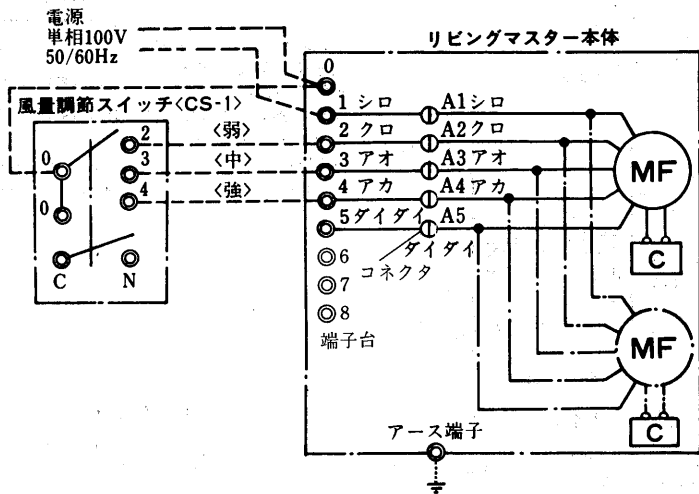 電源
単相100V
50/60Hz
リビングマスター本体
0
風量調節スイッチ〈CS-1〉
1 シロ A1シロ
2 〈弱〉 2 クロ A2クロ
0 3 〈中〉 3 アオ A3アオ MF
4 〈強〉 4 アカ A4アカ
0 5ダイダイ A5
ダイダイ
6
コネクタ
C N
C
7
8
端子台
MF
アース端子
C